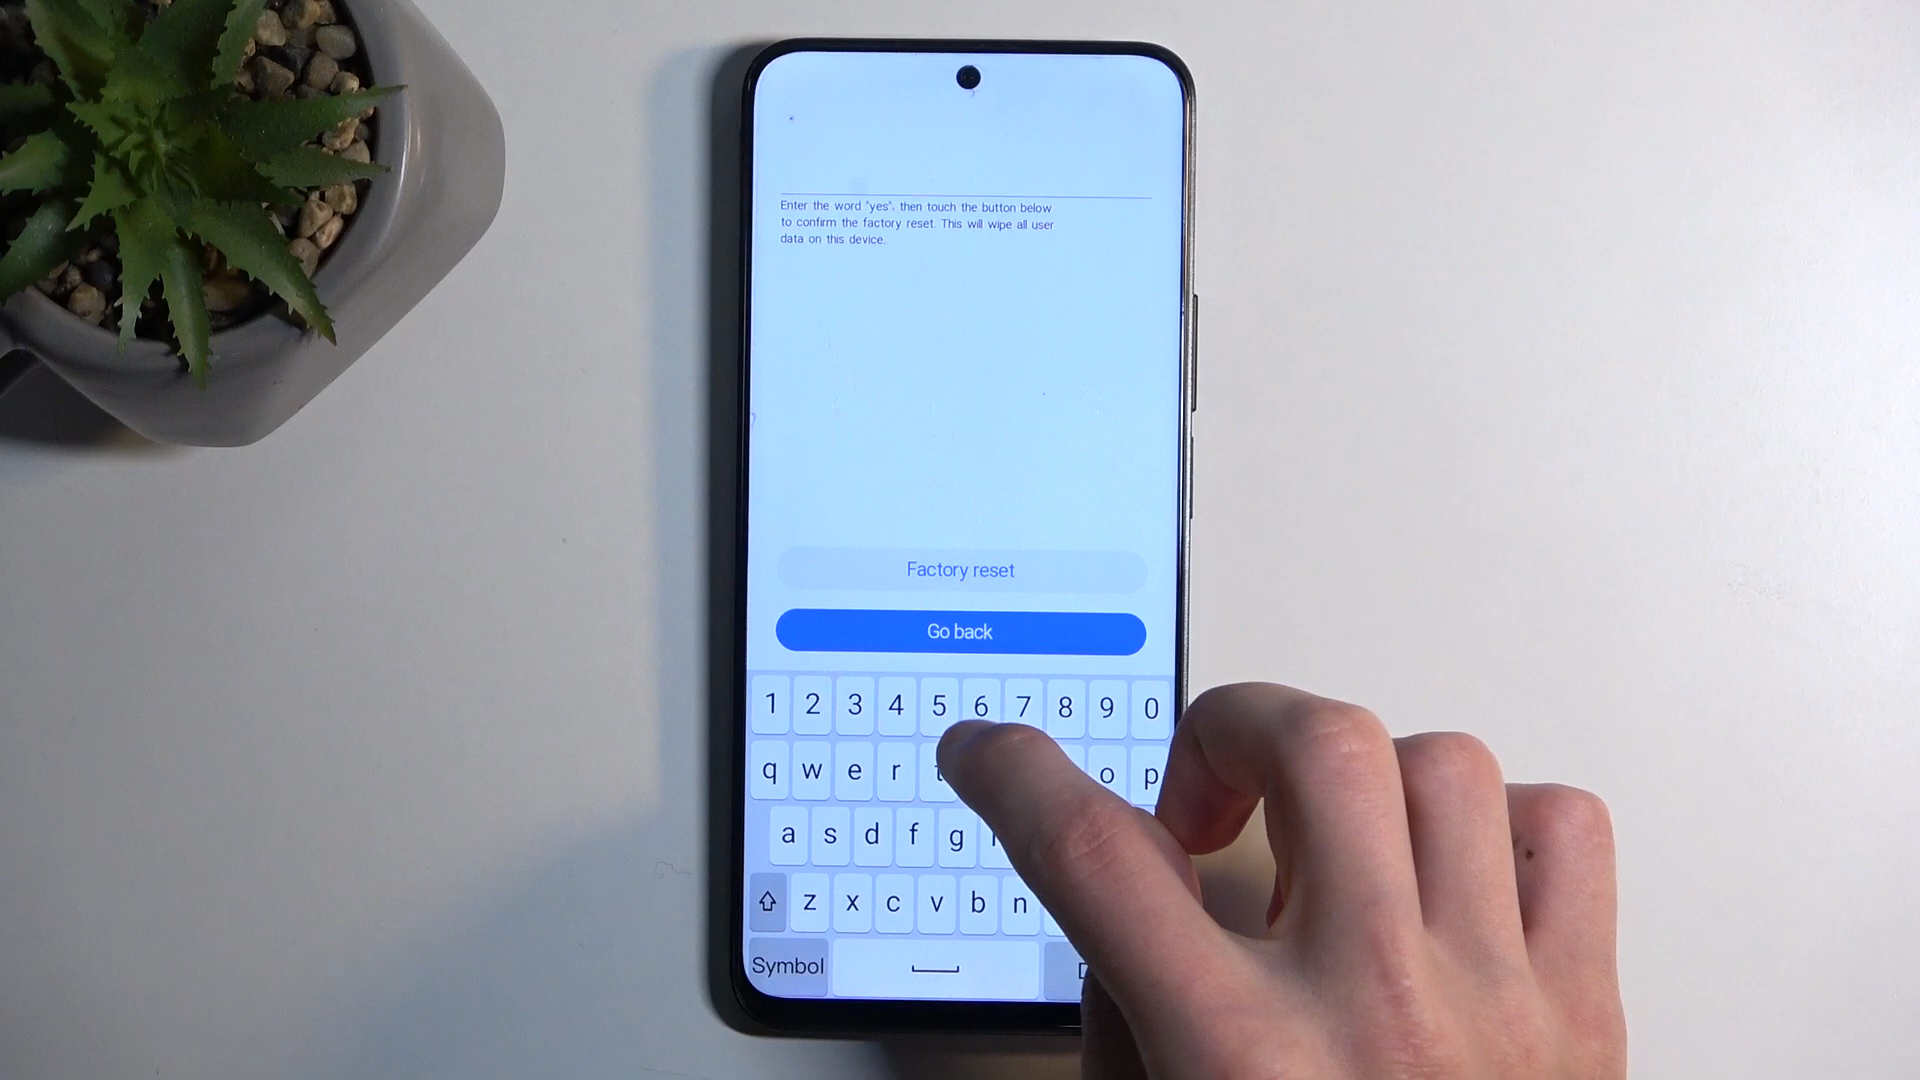 Enter the word "yes", then touch the button below
to confirm the factory reset. This will wipe all user
data on this device.
Factory reset
Go back
1 2 3 4 5 6 7 8 9 0
q w e r t o p
a s d f g
z x c v b n
Symbol